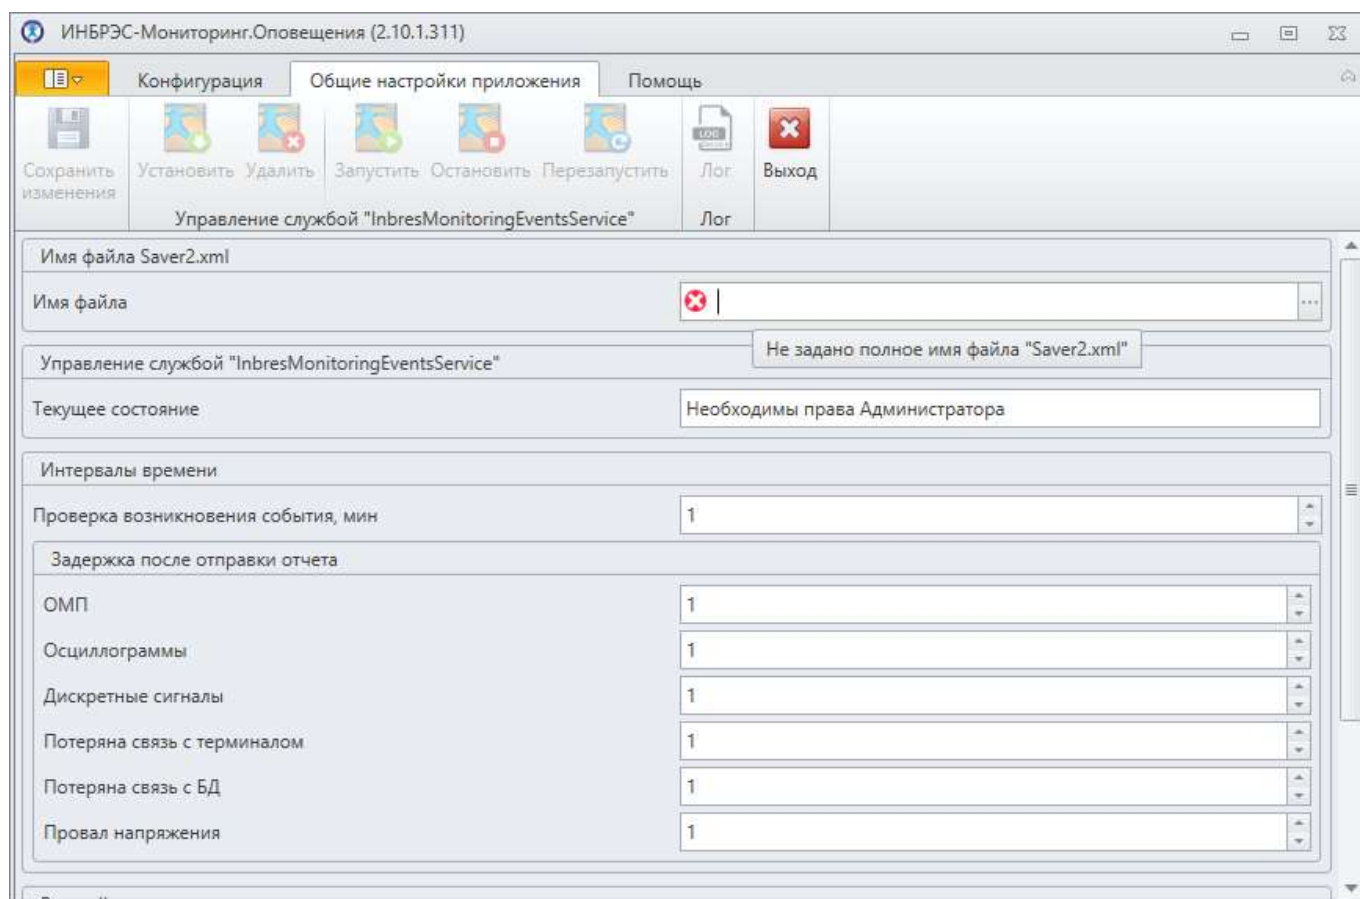 ИНБРЭС-Мониторинг.Оповещения (2.10.1.311)
Конфигурация Общие настройки приложения Помощь
Сохранить изменения
Установить Удалить Запустить Остановить Перезапустить
LOG
Лог
Выход
Управление службой "InbresMonitoringEventsService"
Лог
Имя файла Saver2.xml
Имя файла
...
Не задано полное имя файла "Saver2.xml"
Управление службой "InbresMonitoringEventsService"
Текущее состояние Необходимы права Администратора
Интервалы времени
Проверка возникновения события, мин 1
Задержка после отправки отчета
ОМП 1
Осциллограммы 1
Дискретные сигналы 1
Потеряна связь с терминалом 1
Потеряна связь с БД 1
Провал напряжения 1